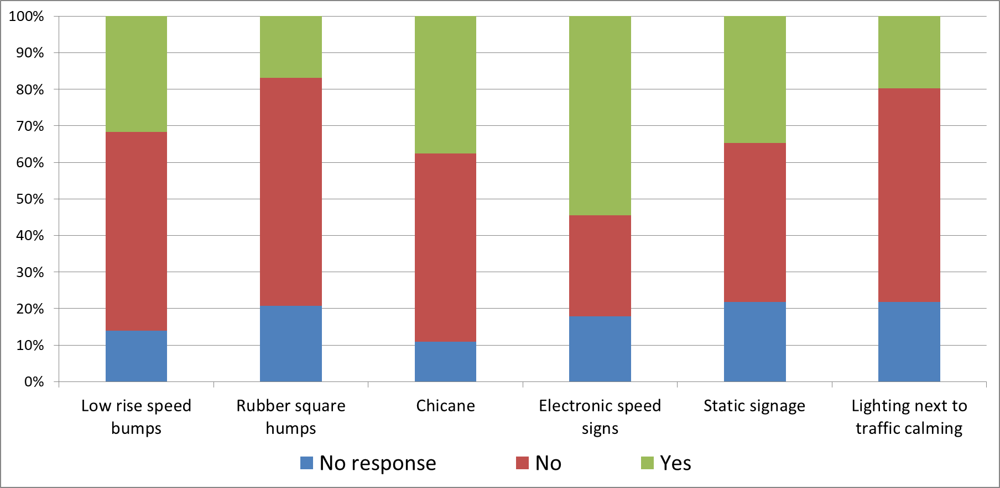 100%
90%
80%
70%
60%
50%
40%
30%
20%
10%
0%
Low rise speed
bumps
Rubber square
humps
Chicane
Electronic speed
signs
Static signage
Lighting next to
traffic calming
No response
No
Yes